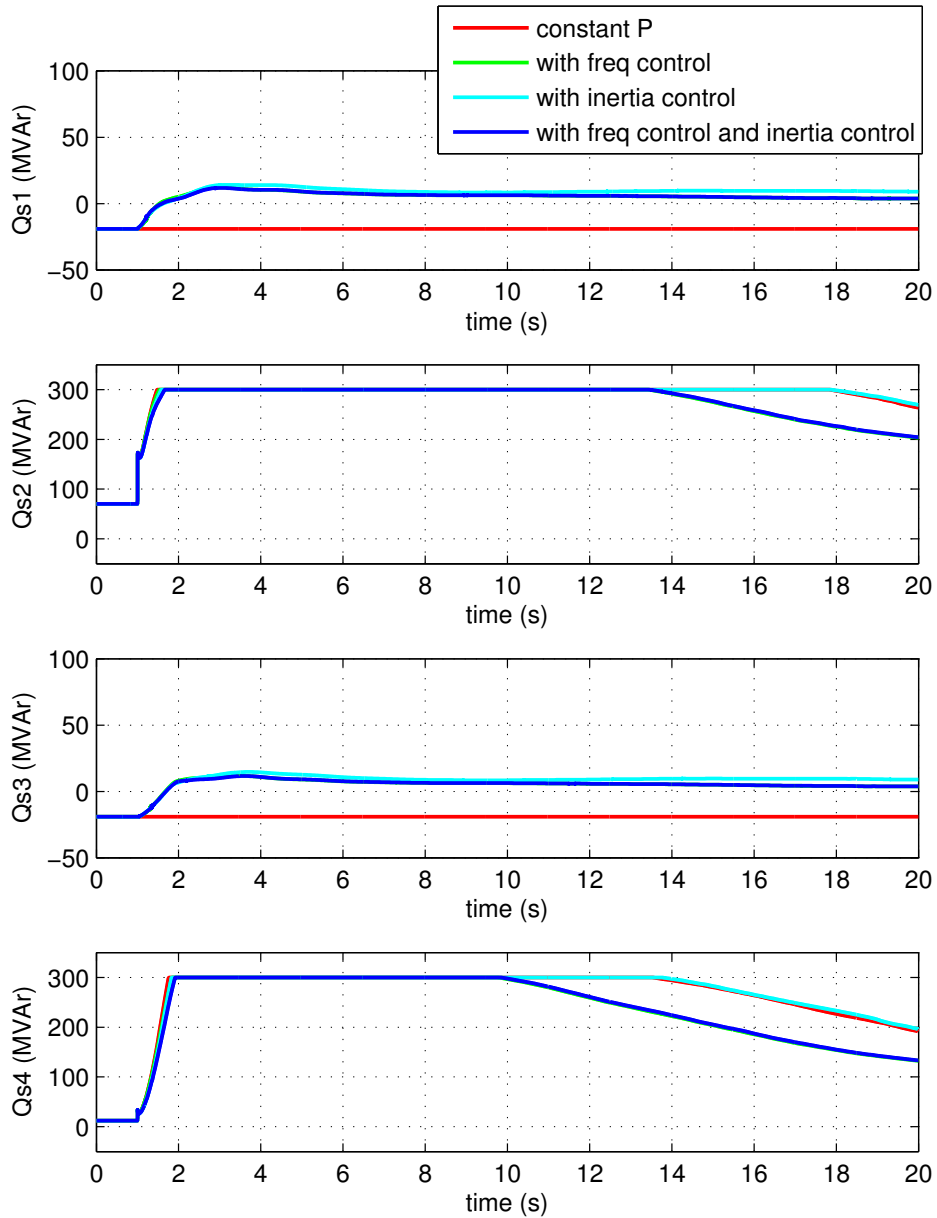 constant P
with freq control
with inertia control
with freq control and inertia control
100
50
0
−50
Qs1 (MVAr)
0 2 4 6 8 10 12 14 16 18 20
time (s)
300
200
100
0
Qs2 (MVAr)
0 2 4 6 8 10 12 14 16 18 20
time (s)
100
50
0
−50
Qs3 (MVAr)
0 2 4 6 8 10 12 14 16 18 20
time (s)
300
200
100
0
Qs4 (MVAr)
0 2 4 6 8 10 12 14 16 18 20
time (s)